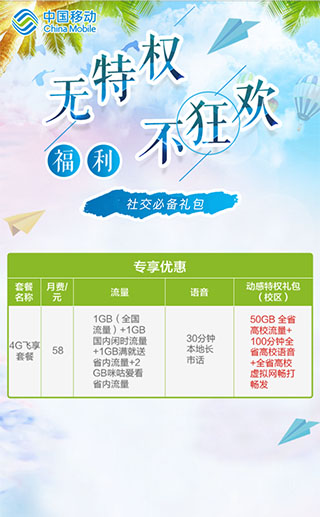 中国移动
China Mobile
无特权
不狂欢
福利
社交必备礼包
专享优惠
套餐名称
月费/元
流量
语音
动感特权礼包
（校区）
4G飞享
套餐
58
1GB（全国
流量）+1GB
国内闲时流量
+1GB满就送
省内流量+2
GB咪咕爱看
省内流量
30分钟
本地长
市话
50GB 全省
高校流量+
100分钟全
省高校语音
+全省高校
虚拟网畅打
畅发